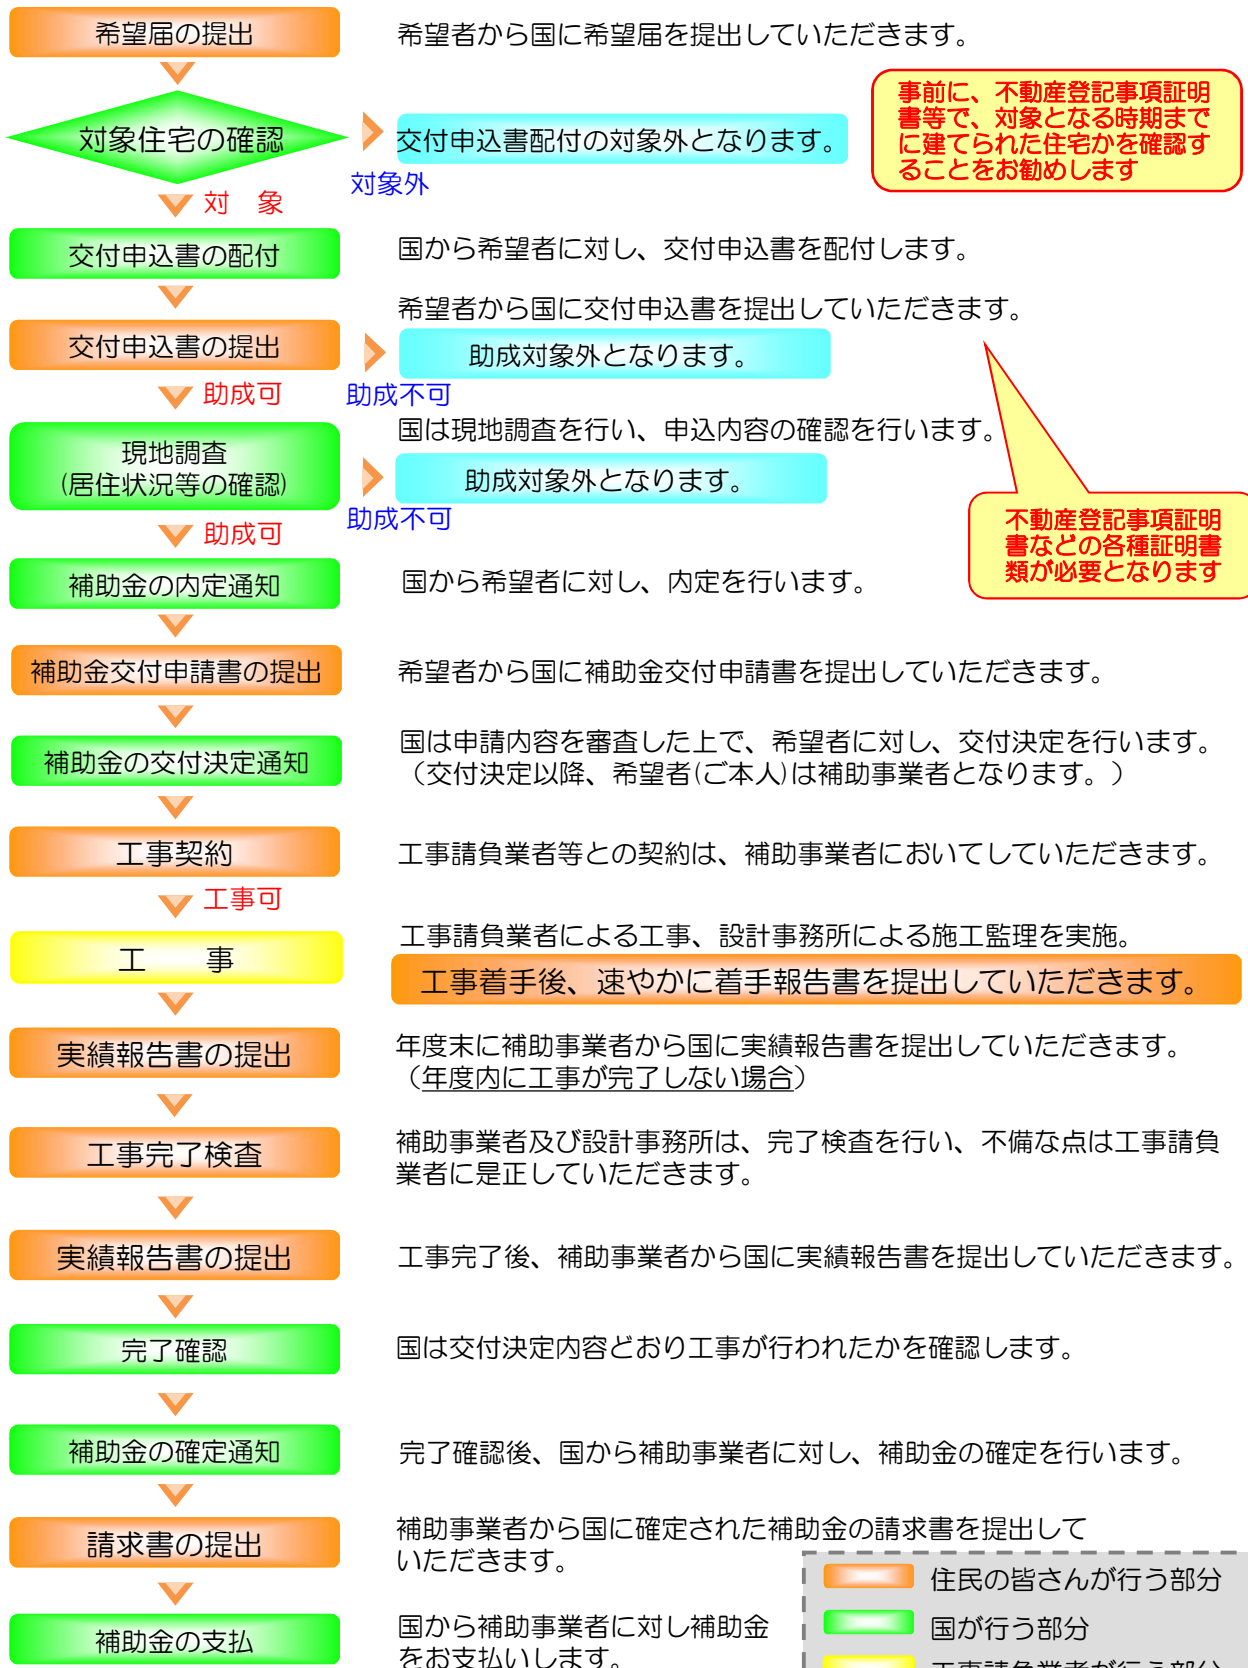 希望届の提出
希望者から国に希望届を提出していただきます。
事前に、不動産登記事項証明
書等で、対象となる時期まで
に建てられた住宅かを確認す
ることをお勧めします
対象住宅の確認
交付申込書配付の対象外となります。
対象外
対　象
交付申込書の配付
国から希望者に対し、交付申込書を配付します。
希望者から国に交付申込書を提出していただきます。
交付申込書の提出
助成対象外となります。
助成可
助成不可
国は現地調査を行い、申込内容の確認を行います。
現地調査
(居住状況等の確認)
助成対象外となります。
助成不可
助成可
不動産登記事項証明
書などの各種証明書
類が必要となります
補助金の内定通知
国から希望者に対し、内定を行います。
補助金交付申請書の提出
希望者から国に補助金交付申請書を提出していただきます。
補助金の交付決定通知
国は申請内容を審査した上で、希望者に対し、交付決定を行います。
（交付決定以降、希望者(ご本人)は補助事業者となります。）
工事契約
工事請負業者等との契約は、補助事業者においてしていただきます。
工事可
工　　事
工事請負業者による工事、設計事務所による施工監理を実施。
工事着手後、速やかに着手報告書を提出していただきます。
実績報告書の提出
年度末に補助事業者から国に実績報告書を提出していただきます。
（年度内に工事が完了しない場合）
工事完了検査
補助事業者及び設計事務所は、完了検査を行い、不備な点は工事請負
業者に是正していただきます。
実績報告書の提出
工事完了後、補助事業者から国に実績報告書を提出していただきます。
完了確認
国は交付決定内容どおり工事が行われたかを確認します。
補助金の確定通知
完了確認後、国から補助事業者に対し、補助金の確定を行います。
請求書の提出
補助事業者から国に確定された補助金の請求書を提出して
いただきます。
補助金の支払
国から補助事業者に対し補助金
をお支払いします。
住民の皆さんが行う部分
国が行う部分
工事請負業者が行う部分